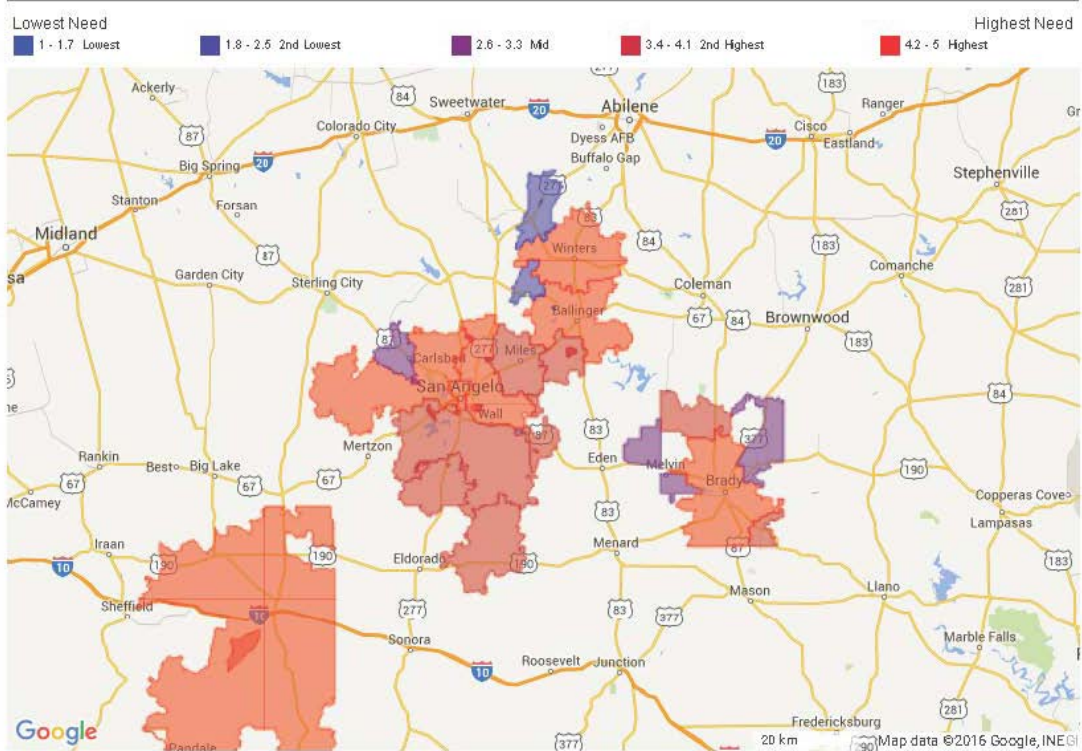 Lowest Need
Highest Need
1 - 1.7 Lowest
1.8 - 2.5 2nd Lowest
2.6 - 3.3 Mid
3.4 - 4.1 2nd Highest
4.2 - 5 Highest
277
Ackerly
84
Sweetwater
20
Abilene
183
Ranger
Colorado City
Dyess AFB
Cisco
87
20
Eastland
Big Spring
20
Buffalo Gap
Stephenville
Stanton
Forsan
277
83
281
Midland
84
183
87
Winters
Comanche
sa
Garden City
Sterling City
Coleman
281
Ballinger
67
84
Brownwood
87
183
Carlsbad
277
Miles
San Angelo
84
Wall
Mertzon
87
83
377
Rankin
Best
Big Lake
Eden
Melvin
190
67
67
Brady
McCamey
Copperas Cove
83
Lampasas
Iraan
190
190
Eldorado
190
Menard
87
183
10
Sheffield
Mason
Llano
10
277
83
377
Marble Falls
Sonora
10
Roosevelt
Junction
281
Google
Pandale
377
Fredericksburg
20 km
290
Map data ©2016 Google, INEGI